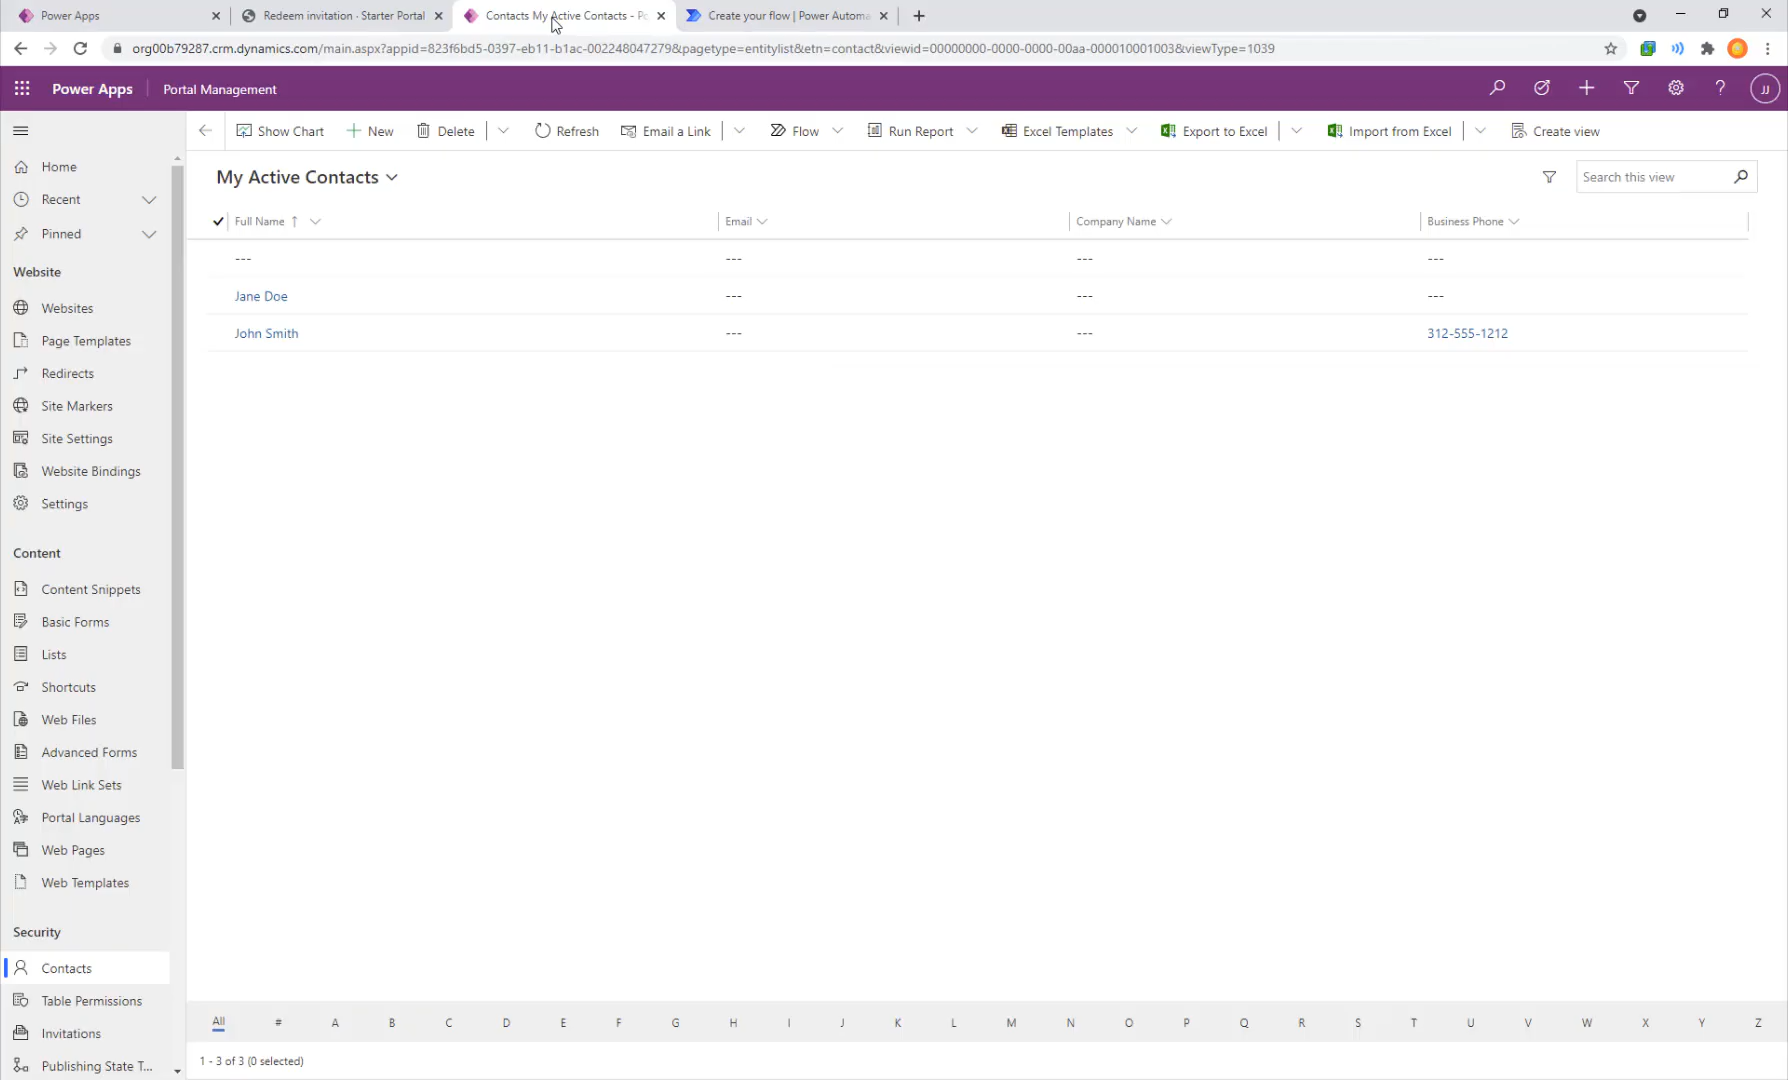 Power Apps
Redeem invitation · Starter Portal
Contacts My Active Contacts - Po
Create your flow | Power Automa
org00b79287.crm.dynamics.com/main.aspx?appid=823f6bd5-0397-eb11-b1ac-002248047279&pagetype=entitylist&etn=contact&viewid=00000000-0000-0000-00aa-000010001003&viewType=1039
Power Apps
Portal Management
JJ
Show Chart
New
Delete
Refresh
Email a Link
Flow
Run Report
Excel Templates
Export to Excel
Import from Excel
Create view
Home
Recent
Pinned
Website
Websites
Page Templates
Redirects
Site Markers
Site Settings
Website Bindings
Settings
Content
Content Snippets
Basic Forms
Lists
Shortcuts
Web Files
Advanced Forms
Web Link Sets
Portal Languages
Web Pages
Web Templates
Security
Contacts
Table Permissions
Invitations
Publishing State T...
My Active Contacts
Search this view
Full Name ↑ Email Company Name Business Phone
--- --- --- ---
Jane Doe --- --- ---
John Smith --- --- 312-555-1212
All # A B C D E F G H I J K L M N O P Q R S T U V W X Y Z
1 - 3 of 3 (0 selected)